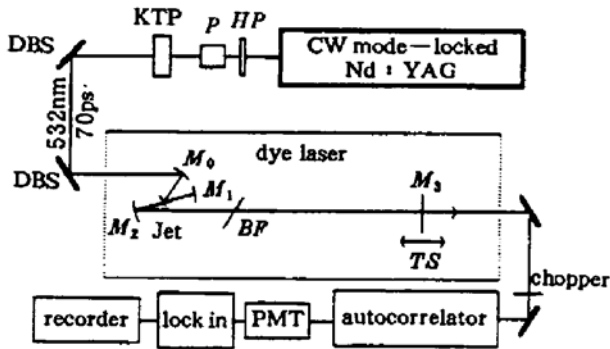 KTP
P
HP
DBS
CW mode—locked
Nd : YAG
532nm
70ps.
DBS
dye laser
M₀
M₁
M₂
Jet
BF
M₃
TS
chopper
recorder
lock in
PMT
autocorrelator